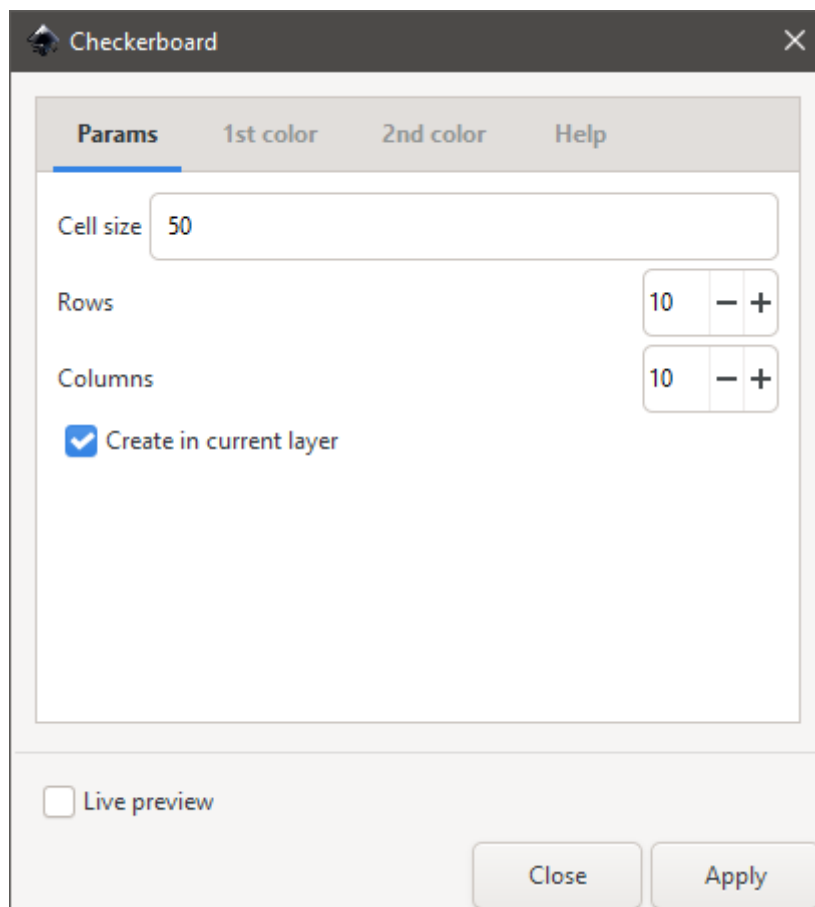 Checkerboard
Params 1st color 2nd color Help
Cell size 50
Rows 10
Columns 10
Create in current layer
Live preview
Close Apply